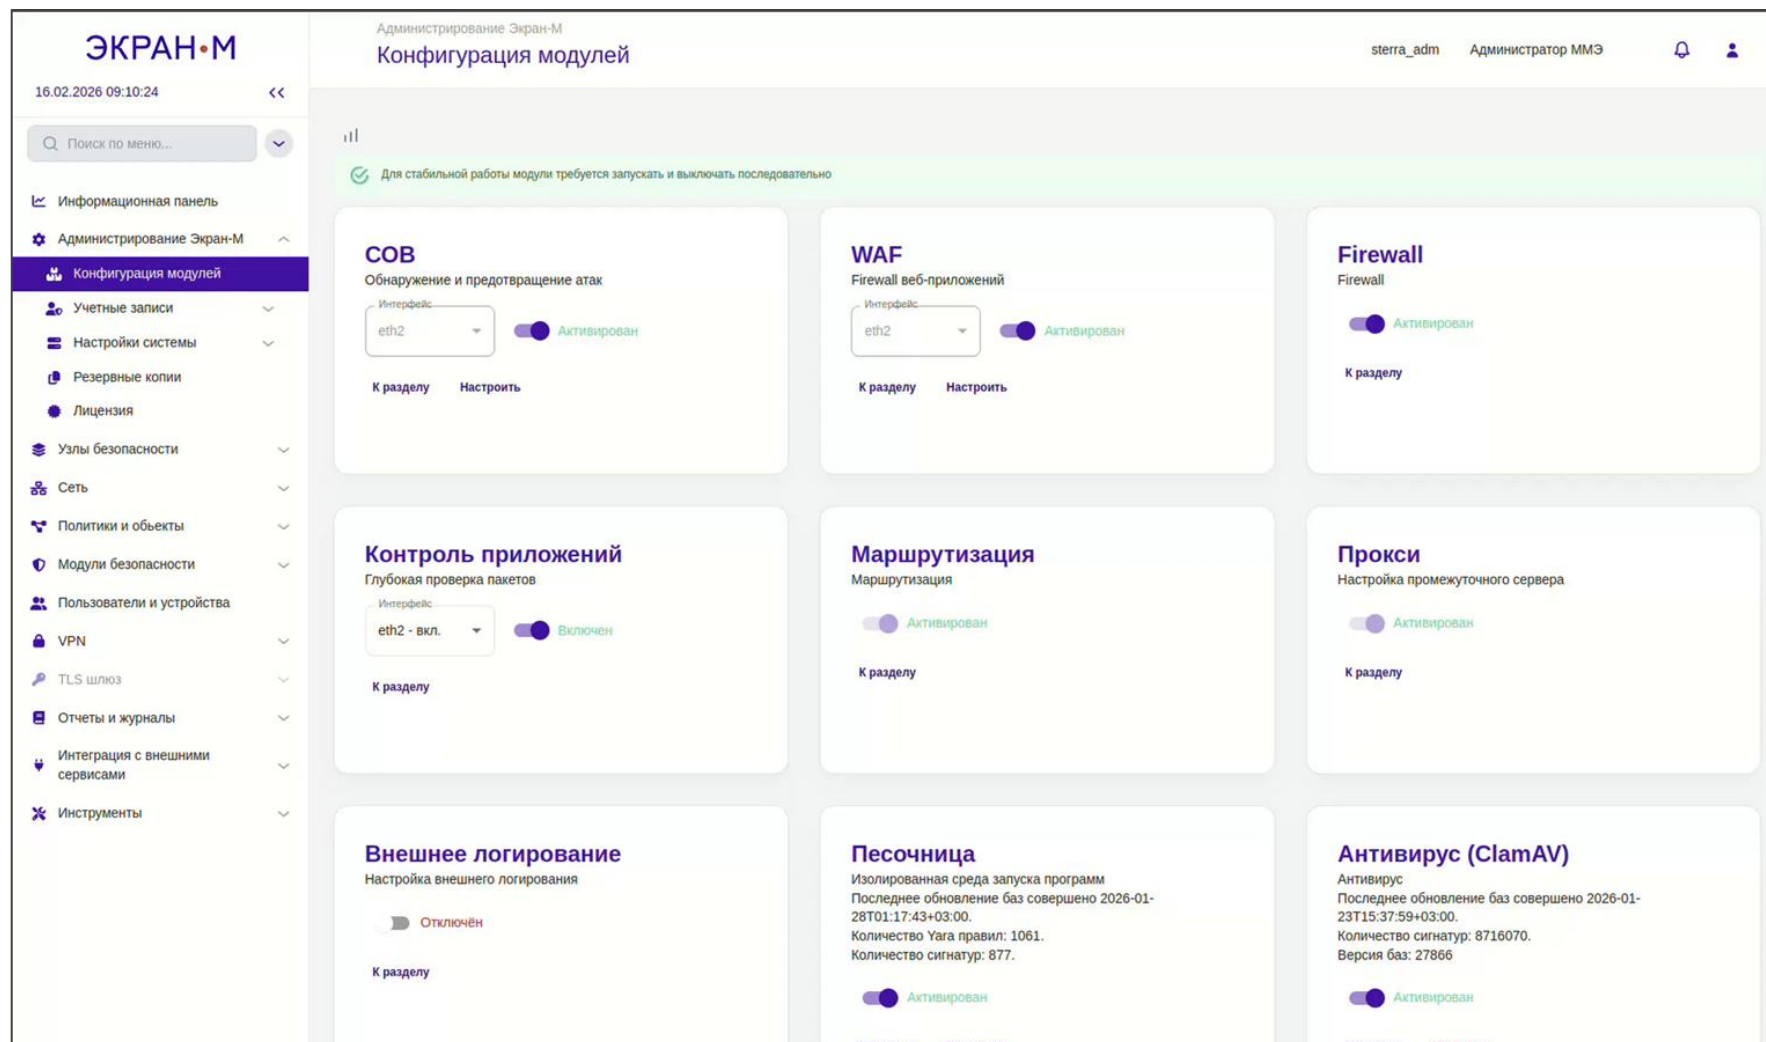 ЭКРАН•М
16.02.2026 09:10:24
<<
Поиск по меню...
Информационная панель
Администрирование Экран-М
Конфигурация модулей
Учетные записи
Настройки системы
Резервные копии
Лицензия
Узлы безопасности
Сеть
Политики и обьекты
Модули безопасности
Пользователи и устройства
VPN
TLS шлюз
Отчеты и журналы
Интеграция с внешними
сервисами
Инструменты
Администрирование Экран-М
Конфигурация модулей
sterra_adm
Администратор ММЭ
Для стабильной работы модули требуется запускать и выключать последовательно
СОВ
Обнаружение и предотвращение атак
Интерфейс
eth2
Активирован
К разделу Настроить
WAF
Firewall веб-приложений
Интерфейс
eth2
Активирован
К разделу Настроить
Firewall
Firewall
Активирован
К разделу
Контроль приложений
Глубокая проверка пакетов
Интерфейс
eth2 - вкл.
Включен
К разделу
Маршрутизация
Маршрутизация
Активирован
К разделу
Прокси
Настройка промежуточного сервера
Активирован
К разделу
Внешнее логирование
Настройка внешнего логирования
Отключён
К разделу
Песочница
Изолированная среда запуска программ
Последнее обновление баз совершено 2026-01-
28T01:17:43+03:00.
Количество Yara правил: 1061.
Количество сигнатур: 877.
Активирован
Антивирус (ClamAV)
Антивирус
Последнее обновление баз совершено 2026-01-
23T15:37:59+03:00.
Количество сигнатур: 8716070.
Версия баз: 27866
Активирован